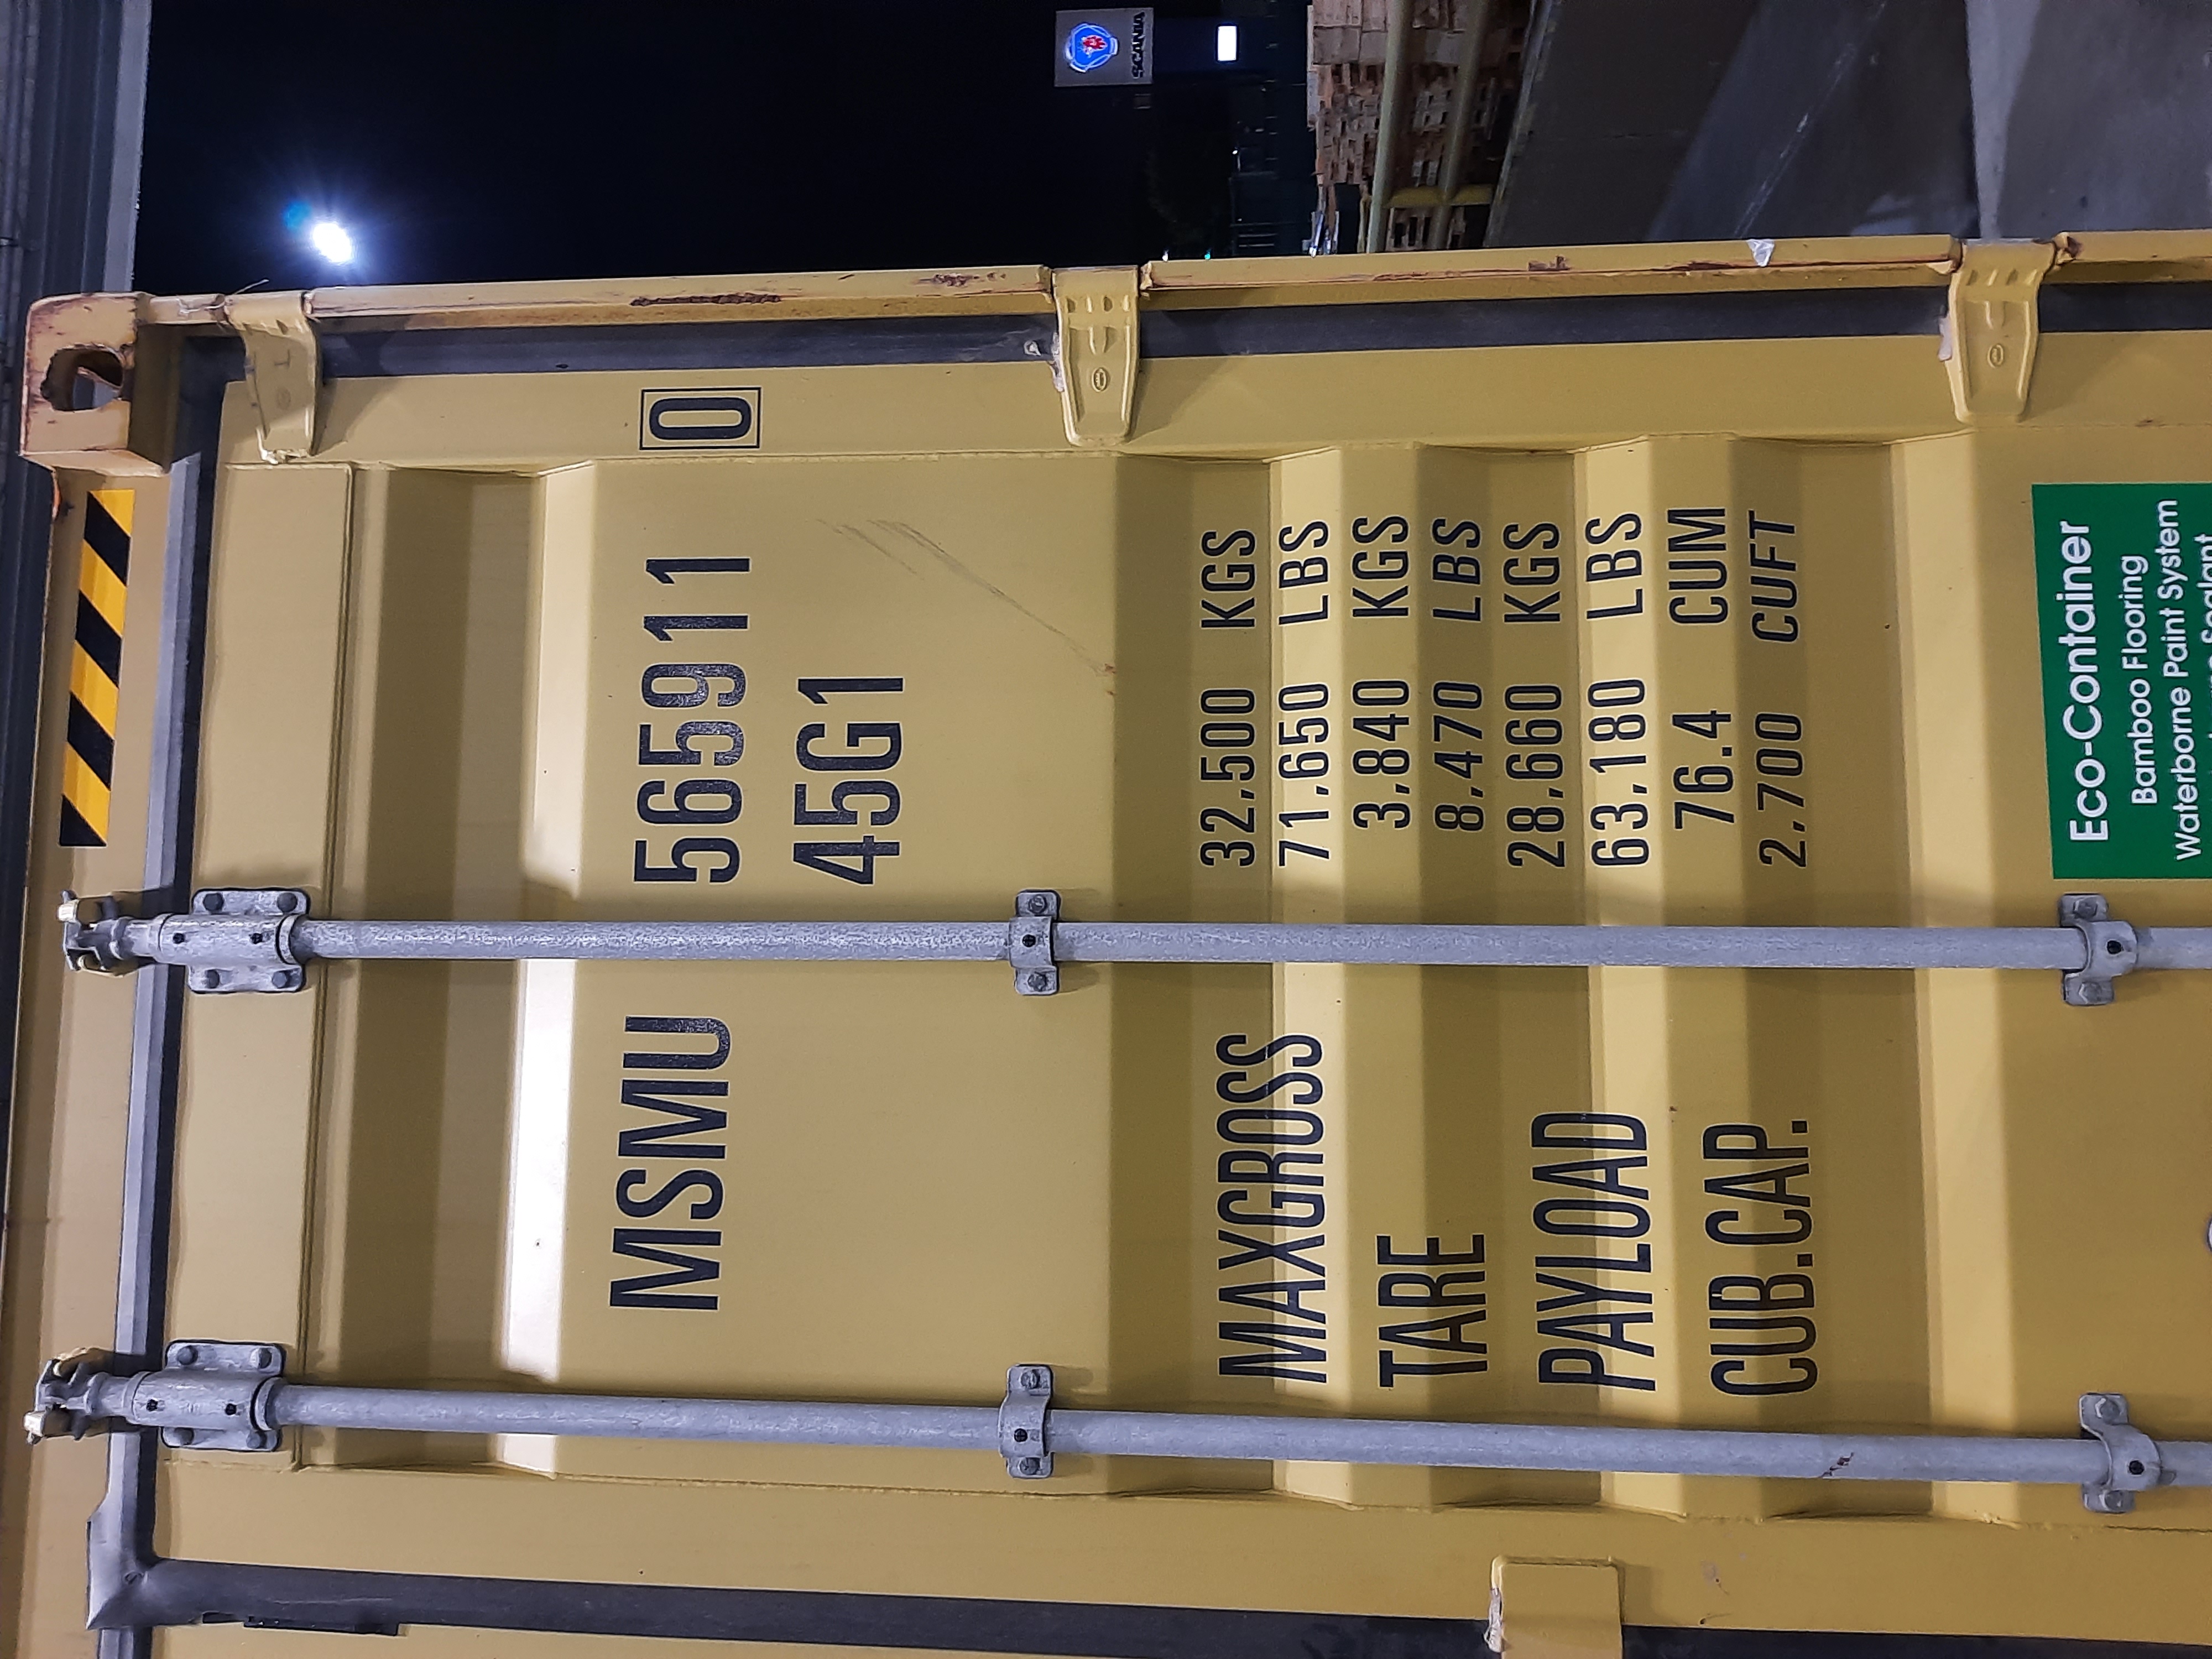 SCANIA
MSMU 565911 0
45G1
MAXGROSS 32.500 KGS
71.650 LBS
TARE 3.840 KGS
8.470 LBS
PAYLOAD 28.660 KGS
63.180 LBS
CUB.CAP. 76.4 CUM
2.700 CUFT
Eco-Container
Bamboo Flooring
Waterborne Paint System